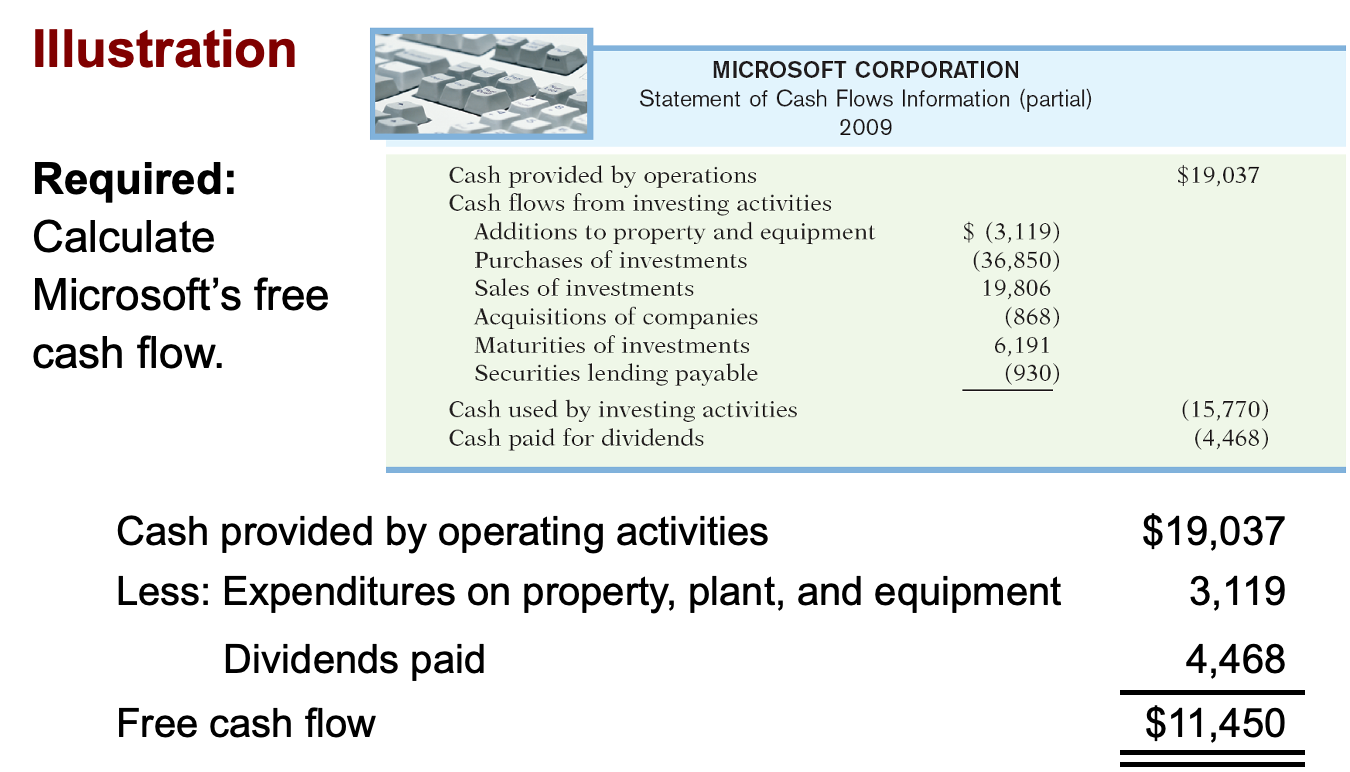 Illustration
MICROSOFT CORPORATION
Statement of Cash Flows Information (partial)
2009
Required:
Calculate
Microsoft’s free
cash flow.
Cash provided by operations $19,037
Cash flows from investing activities
Additions to property and equipment $ (3,119)
Purchases of investments (36,850)
Sales of investments 19,806
Acquisitions of companies (868)
Maturities of investments 6,191
Securities lending payable (930)
Cash used by investing activities (15,770)
Cash paid for dividends (4,468)
Cash provided by operating activities $19,037
Less: Expenditures on property, plant, and equipment 3,119
Dividends paid 4,468
Free cash flow $11,450